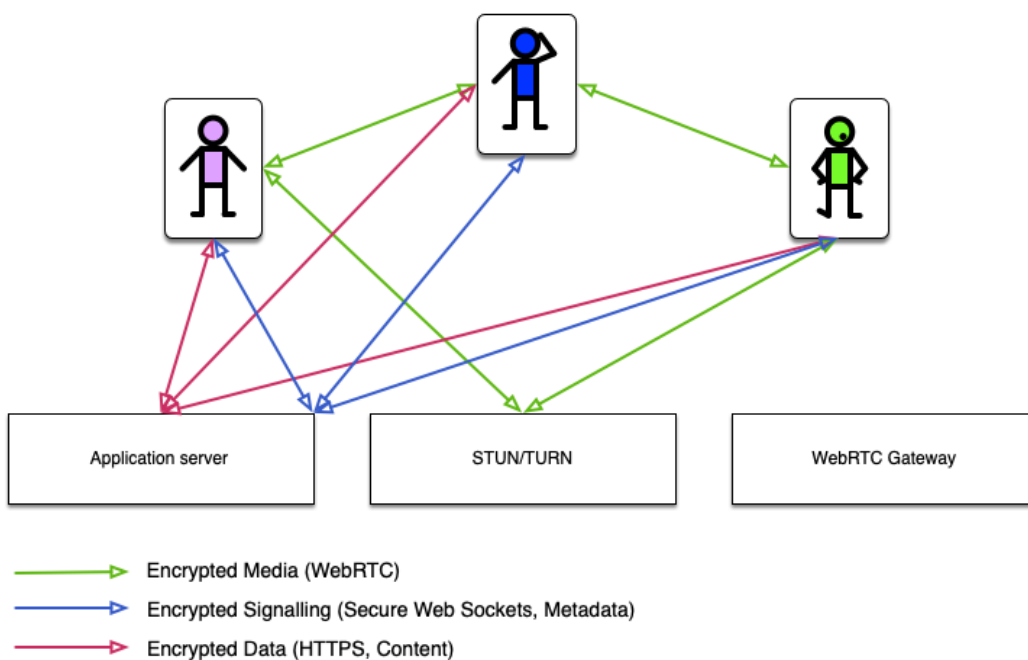 Application server
STUN/TURN
WebRTC Gateway
Encrypted Media (WebRTC)
Encrypted Signalling (Secure Web Sockets, Metadata)
Encrypted Data (HTTPS, Content)